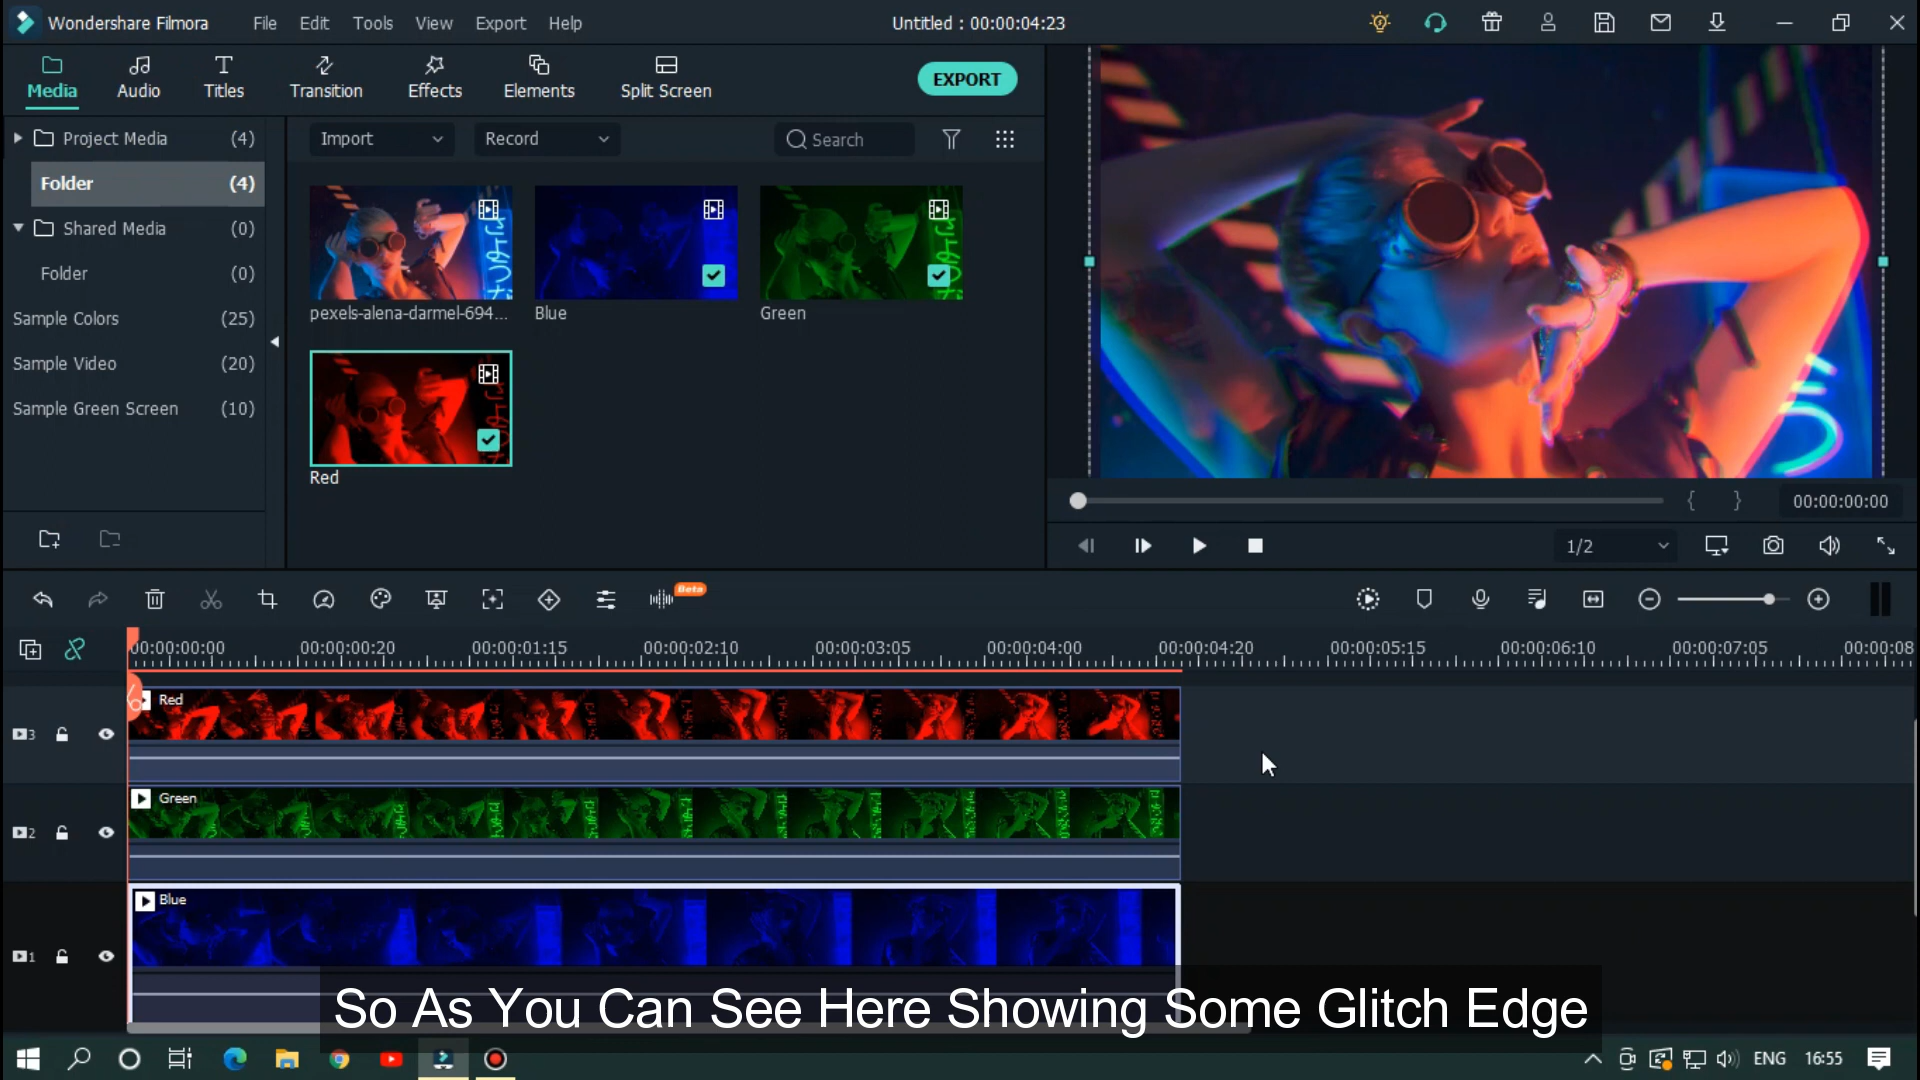 Wondershare Filmora File Edit Tools View Export Help Untitled : 00:00:04:23
Media Audio Titles Transition Effects Elements Split Screen EXPORT
Project Media (4)
Folder (4)
Shared Media (0)
Folder (0)
Sample Colors (25)
Sample Video (20)
Sample Green Screen (10)
Import Record Search
pexels-alena-darmel-694... Blue Green
Red
00:00:00:00
1/2
Beta
00:00:00:00 00:00:00:20 00:00:01:15 00:00:02:10 00:00:03:05 00:00:04:00 00:00:04:20 00:00:05:15 00:00:06:10 00:00:07:05 00:00:08
Red
3
Green
2
Blue
1
So As You Can See Here Showing Some Glitch Edge
ENG 16:55